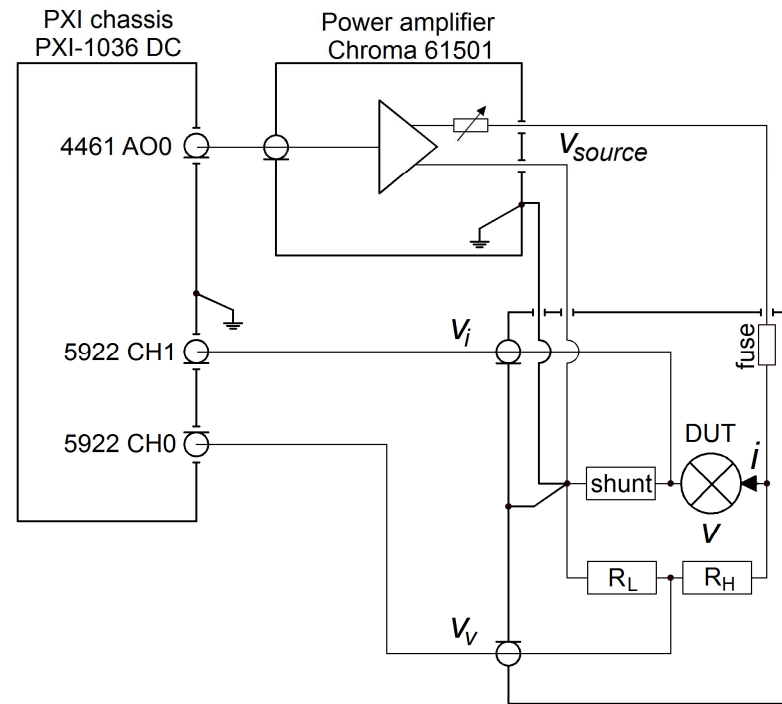 PXI chassis
PXI-1036 DC
Power amplifier
Chroma 61501
4461 AO0
Vsource
5922 CH1
Vi
fuse
5922 CH0
DUT
i
shunt
V
RL
RH
Vv